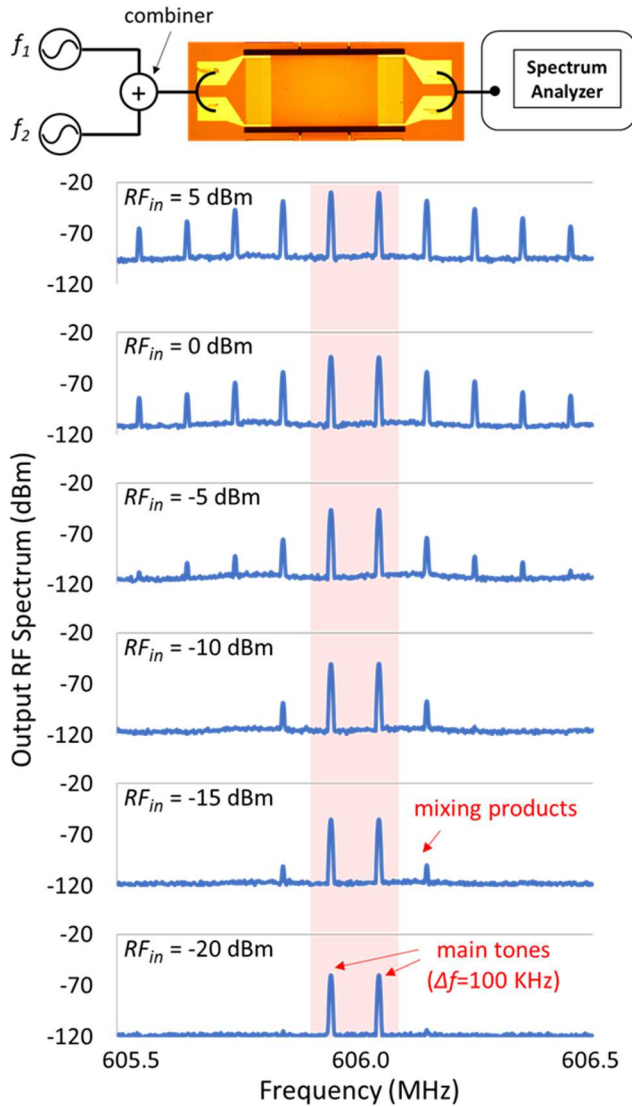 combiner
f1
f2
+
Spectrum
Analyzer
Output RF Spectrum (dBm)
-20
RFin = 5 dBm
-70
-120
-20
RFin = 0 dBm
-70
-120
-20
RFin = -5 dBm
-70
-120
-20
RFin = -10 dBm
-70
-120
-20
RFin = -15 dBm
mixing products
-70
-120
-20
RFin = -20 dBm
main tones
(Δf=100 KHz)
-70
-120
605.5 606.0 606.5
Frequency (MHz)